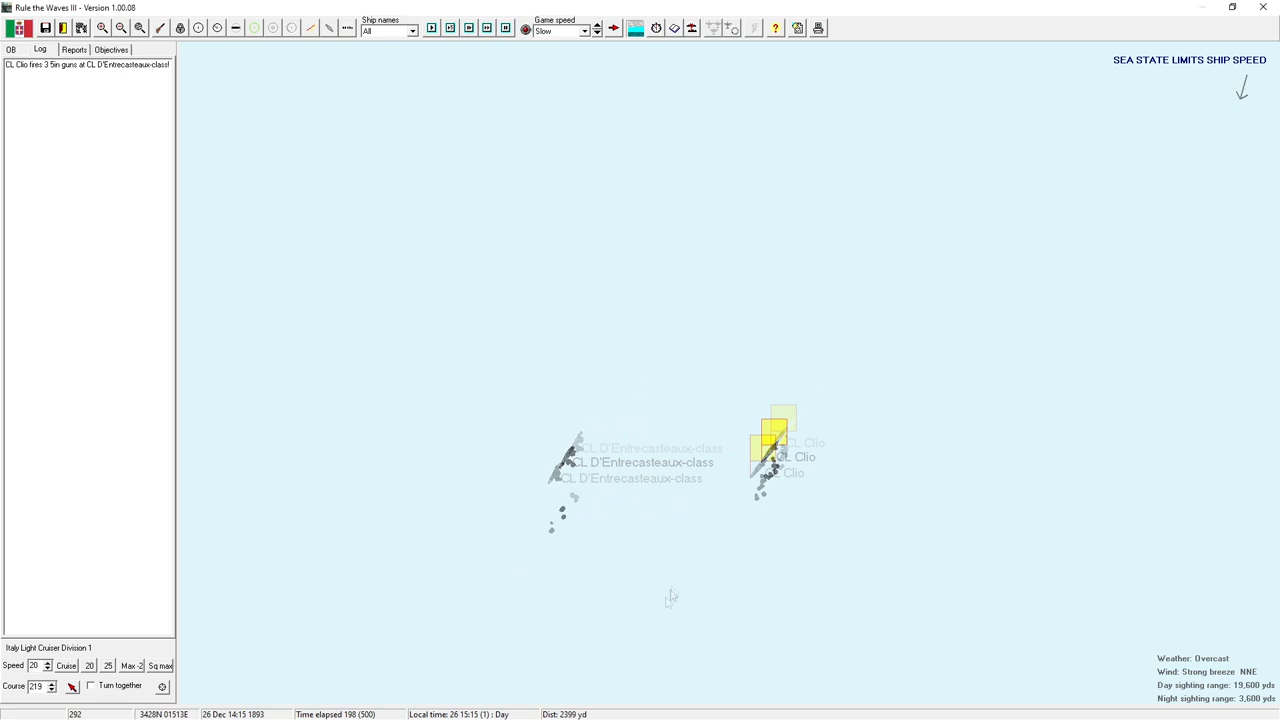 Rule the Waves III - Version 1.00.08
Ship names
All
Game speed
Slow
OB Log Reports Objectives
CL Clio fires 3 5in guns at CL D'Entrecasteaux-class!
SEA STATE LIMITS SHIP SPEED
CL D'Entrecasteaux-class
CL D'Entrecasteaux-class
CL D'Entrecasteaux-class
CL Clio
CL Clio
Clio
Italy Light Cruiser Division 1
Speed 20 Cruise 20 25 Max -2 Sq max
Course 219 Turn together
Weather: Overcast
Wind: Strong breeze NNE
Day sighting range: 19,600 yds
Night sighting range: 3,600 yds
292 3428N 01513E 26 Dec 14:15 1893 Time elapsed 198 (500) Local time: 26 15:15 (1) : Day Dist: 2399 yd